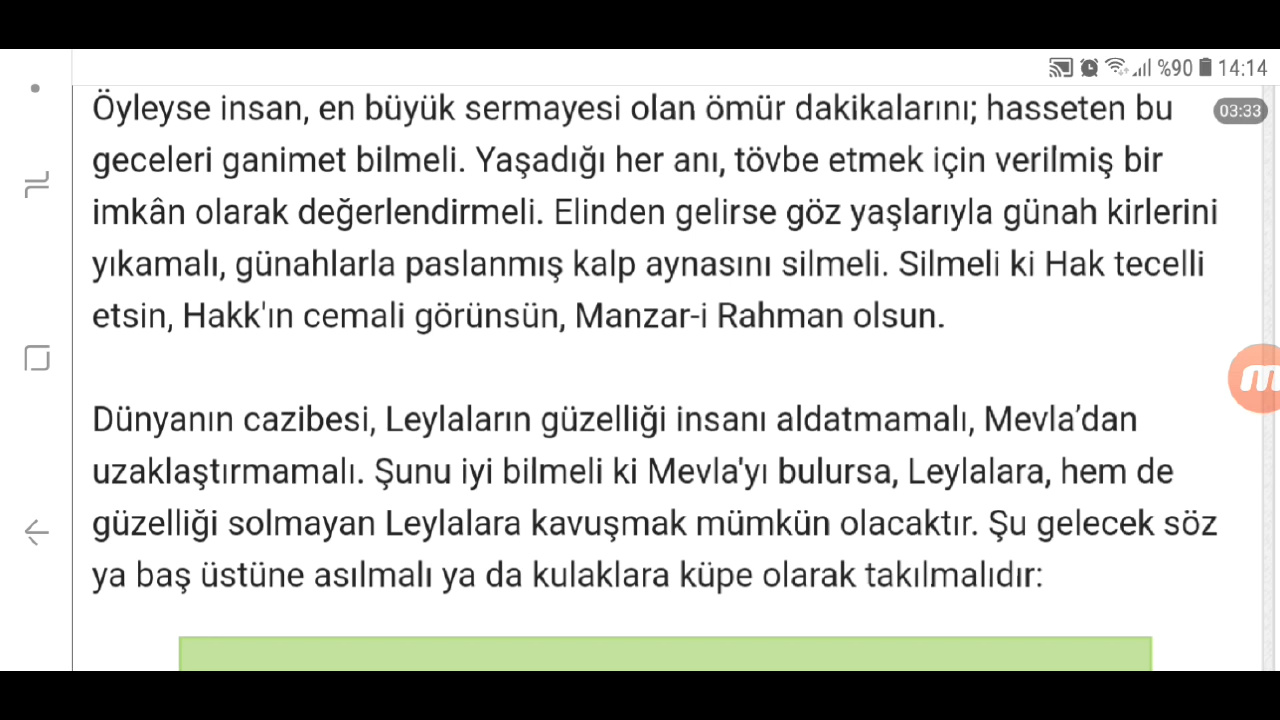 %90 14:14
03:33
Öyleyse insan, en büyük sermayesi olan ömür dakikalarını; hasseten bu
geceleri ganimet bilmeli. Yaşadığı her anı, tövbe etmek için verilmiş bir
imkân olarak değerlendirmeli. Elinden gelirse göz yaşlarıyla günah kirlerini
yıkamalı, günahlarla paslanmış kalp aynasını silmeli. Silmeli ki Hak tecelli
etsin, Hakk'ın cemali görünsün, Manzar-i Rahman olsun.
Dünyanın cazibesi, Leylaların güzelliği insanı aldatmamalı, Mevla’dan
uzaklaştırmamalı. Şunu iyi bilmeli ki Mevla'yı bulursa, Leylalara, hem de
güzelliği solmayan Leylalara kavuşmak mümkün olacaktır. Şu gelecek söz
ya baş üstüne asılmalı ya da kulaklara küpe olarak takılmalıdır: